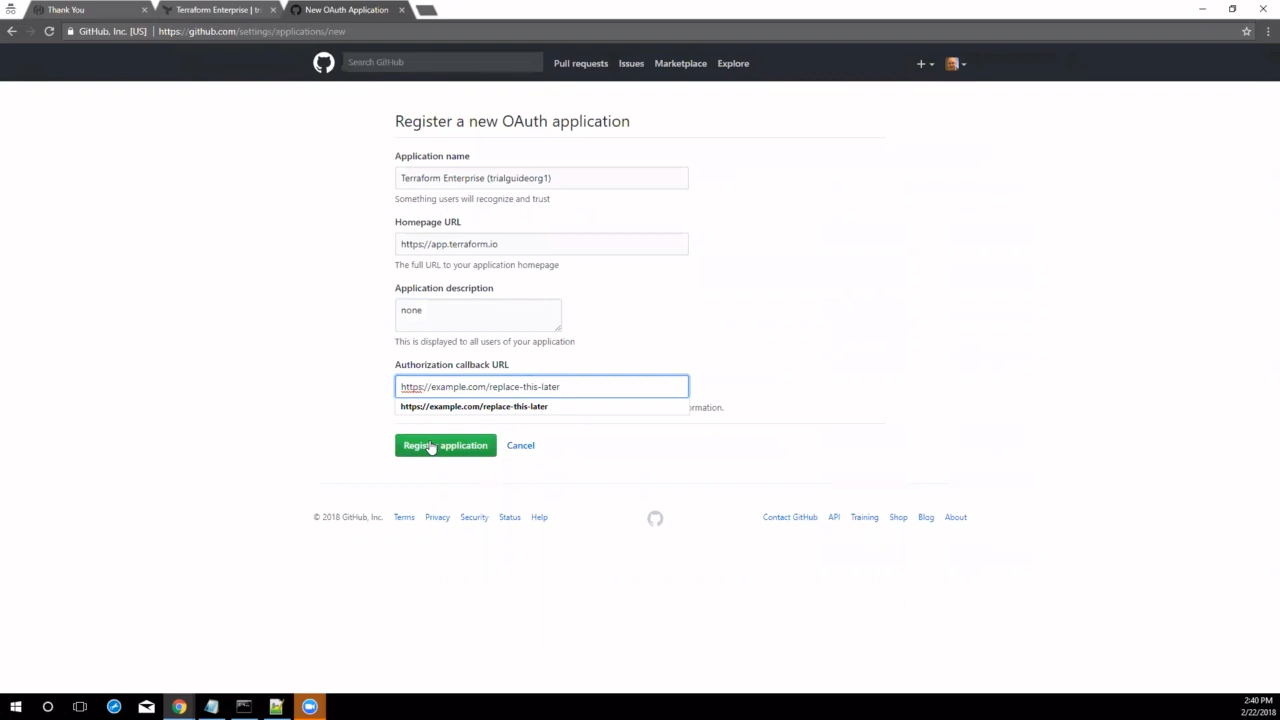 Thank You
Terraform Enterprise | tr
New OAuth Application
GitHub, Inc. [US]
https://github.com/settings/applications/new
Search GitHub
Pull requests
Issues
Marketplace
Explore
Register a new OAuth application
Application name
Terraform Enterprise (trialguideorg1)
Something users will recognize and trust
Homepage URL
https://app.terraform.io
The full URL to your application homepage
Application description
none
This is displayed to all users of your application
Authorization callback URL
https://example.com/replace-this-later
https://example.com/replace-this-later
ormation.
Register application
Cancel
© 2018 GitHub, Inc.
Terms
Privacy
Security
Status
Help
Contact GitHub
API
Training
Shop
Blog
About
2:40 PM
2/22/2018